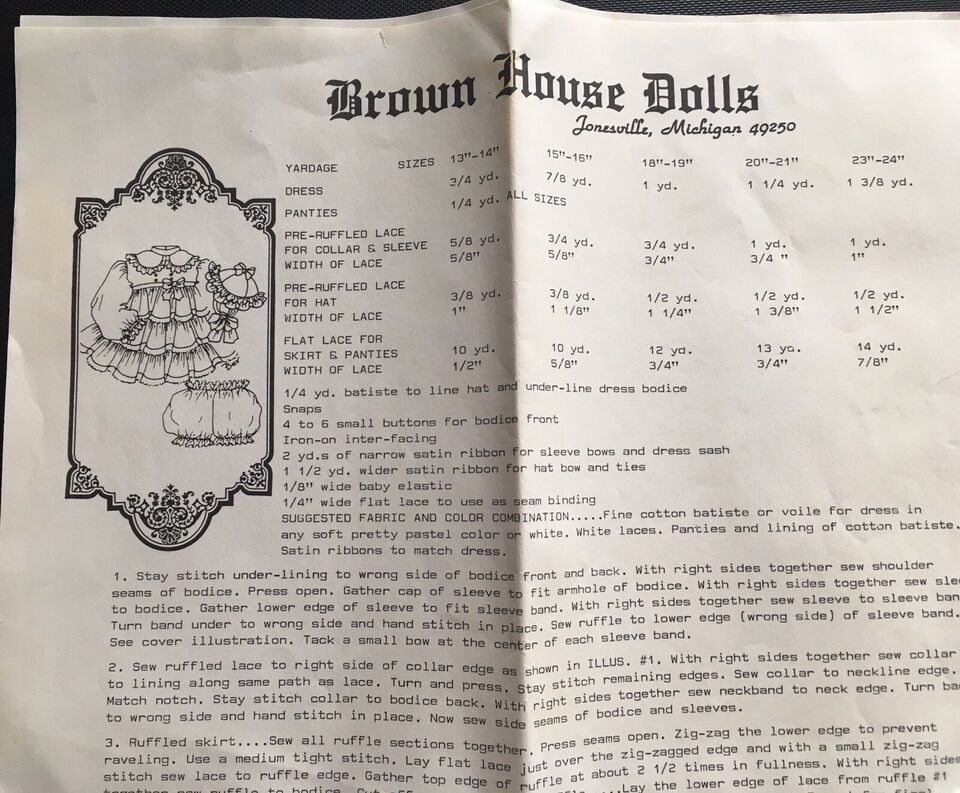 Brown House Dolls
Jonesville, Michigan 49250
YARDAGE SIZES 13"-14" 15"-16" 18"-19" 20"-21" 23"-24"
DRESS 3/4 yd. 7/8 yd. 1 yd. 1 1/4 yd. 1 3/8 yd.
PANTIES 1/4 yd. ALL SIZES
PRE-RUFFLED LACE
FOR COLLAR & SLEEVE 5/8 yd. 3/4 yd. 3/4 yd. 1 yd. 1 yd.
WIDTH OF LACE 5/8" 5/8" 3/4" 3/4 " 1"
PRE-RUFFLED LACE
FOR HAT 3/8 yd. 3/8 yd. 1/2 yd. 1/2 yd. 1/2 yd.
WIDTH OF LACE 1" 1 1/8" 1 1/4" 1 3/8" 1 1/2"
FLAT LACE FOR
SKIRT & PANTIES 10 yd. 10 yd. 12 yd. 13 yd. 14 yd.
WIDTH OF LACE 1/2" 5/8" 3/4" 3/4" 7/8"
1/4 yd. batiste to line hat and under-line dress bodice
Snaps
4 to 6 small buttons for bodice front
Iron-on inter-facing
2 yd.s of narrow satin ribbon for sleeve bows and dress sash
1 1/2 yd. wider satin ribbon for hat bow and ties
1/8" wide baby elastic
1/4" wide flat lace to use as seam binding
SUGGESTED FABRIC AND COLOR COMBINATION.....Fine cotton batiste or voile for dress in
any soft pretty pastel color or white. White laces. Panties and lining of cotton batiste.
Satin ribbons to match dress.
1. Stay stitch under-lining to wrong side of bodice front and back. With right sides together sew shoulder
seams of bodice. Press open. Gather cap of sleeve to fit armhole of bodice. With right sides together sew
to bodice. Gather lower edge of sleeve to fit sleeve band. With right sides together sew sleeve to sleeve
Turn band under to wrong side and hand stitch in place. Sew ruffle to lower edge (wrong side) of sleeve band.
See cover illustration. Tack a small bow at the center of each sleeve band.
2. Sew ruffled lace to right side of collar edge as shown in ILLUS. #1. With right sides together sew collar
to lining along same path as lace. Turn and press. Stay stitch remaining edges. Sew collar to neckline edge.
Match notch. Stay stitch collar to bodice back. With right sides together sew neckband to neck edge. Turn
to wrong side and hand stitch in place. Now sew side seams of bodice and sleeves.
3. Ruffled skirt....Sew all ruffle sections together. Press seams open. Zig-zag the lower edge to prevent
raveling. Use a medium tight stitch. Lay flat lace just over the zig-zagged edge and with a small zig-zag
stitch sew lace to ruffle edge. Gather top edge of ruffle at about 2 1/2 times in fullness. With right sides
together sew ruffle to bodice. Lay the lower edge of lace from ruffle #1